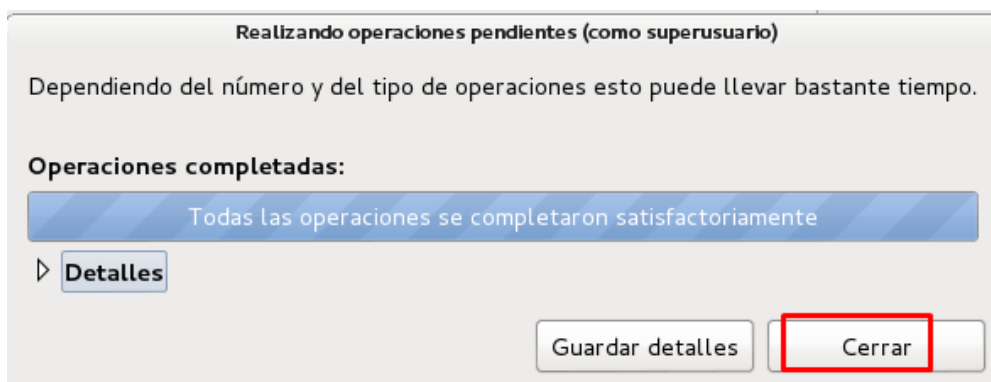 Realizando operaciones pendientes (como superusuario)
Dependiendo del número y del tipo de operaciones esto puede llevar bastante tiempo.
Operaciones completadas:
Todas las operaciones se completaron satisfactoriamente
Detalles
Guardar detalles Cerrar